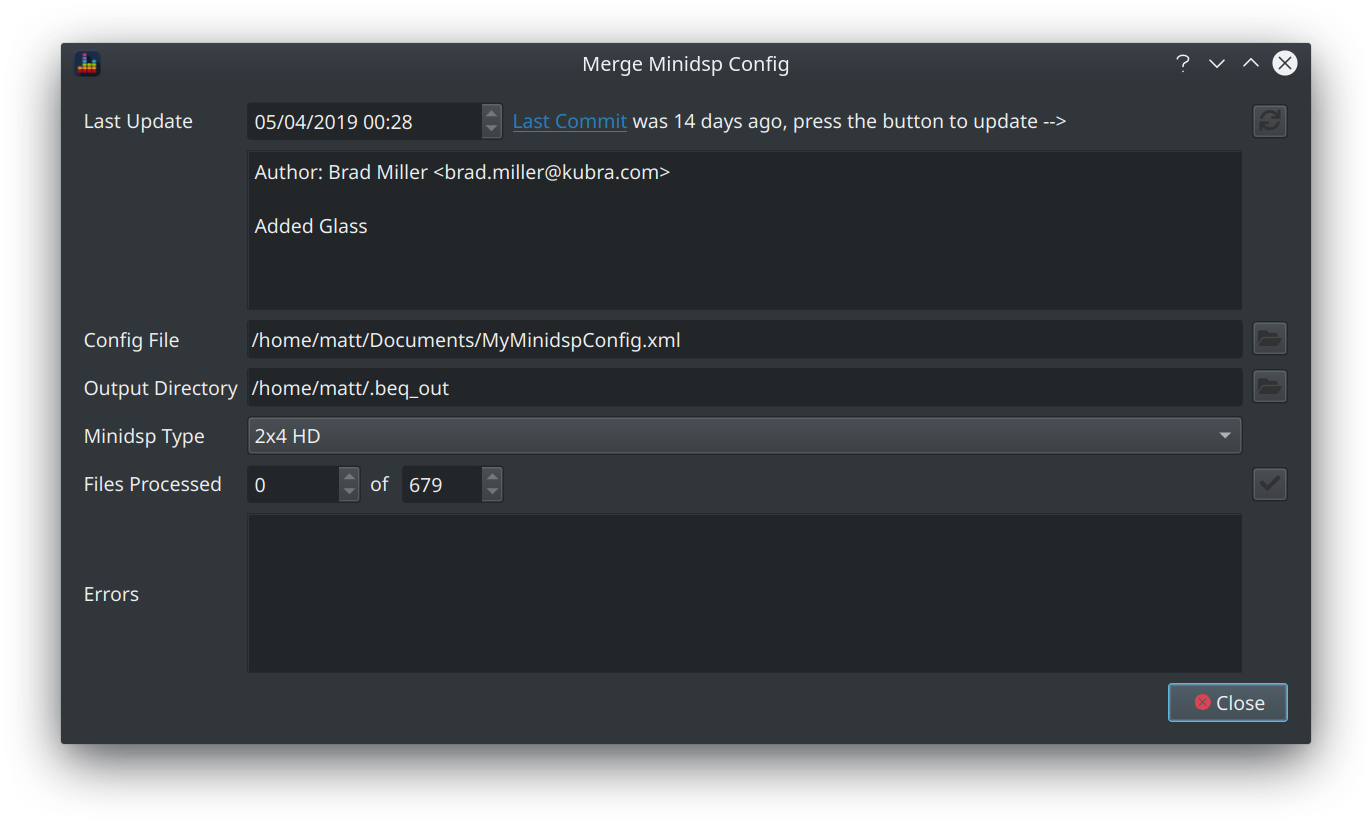 Merge Minidsp Config
?
Last Update 05/04/2019 00:28 Last Commit was 14 days ago, press the button to update -->
Author: Brad Miller <brad.miller@kubra.com>
Added Glass
Config File /home/matt/Documents/MyMinidspConfig.xml
Output Directory /home/matt/.beq_out
Minidsp Type 2x4 HD
Files Processed 0 of 679
Errors
Close